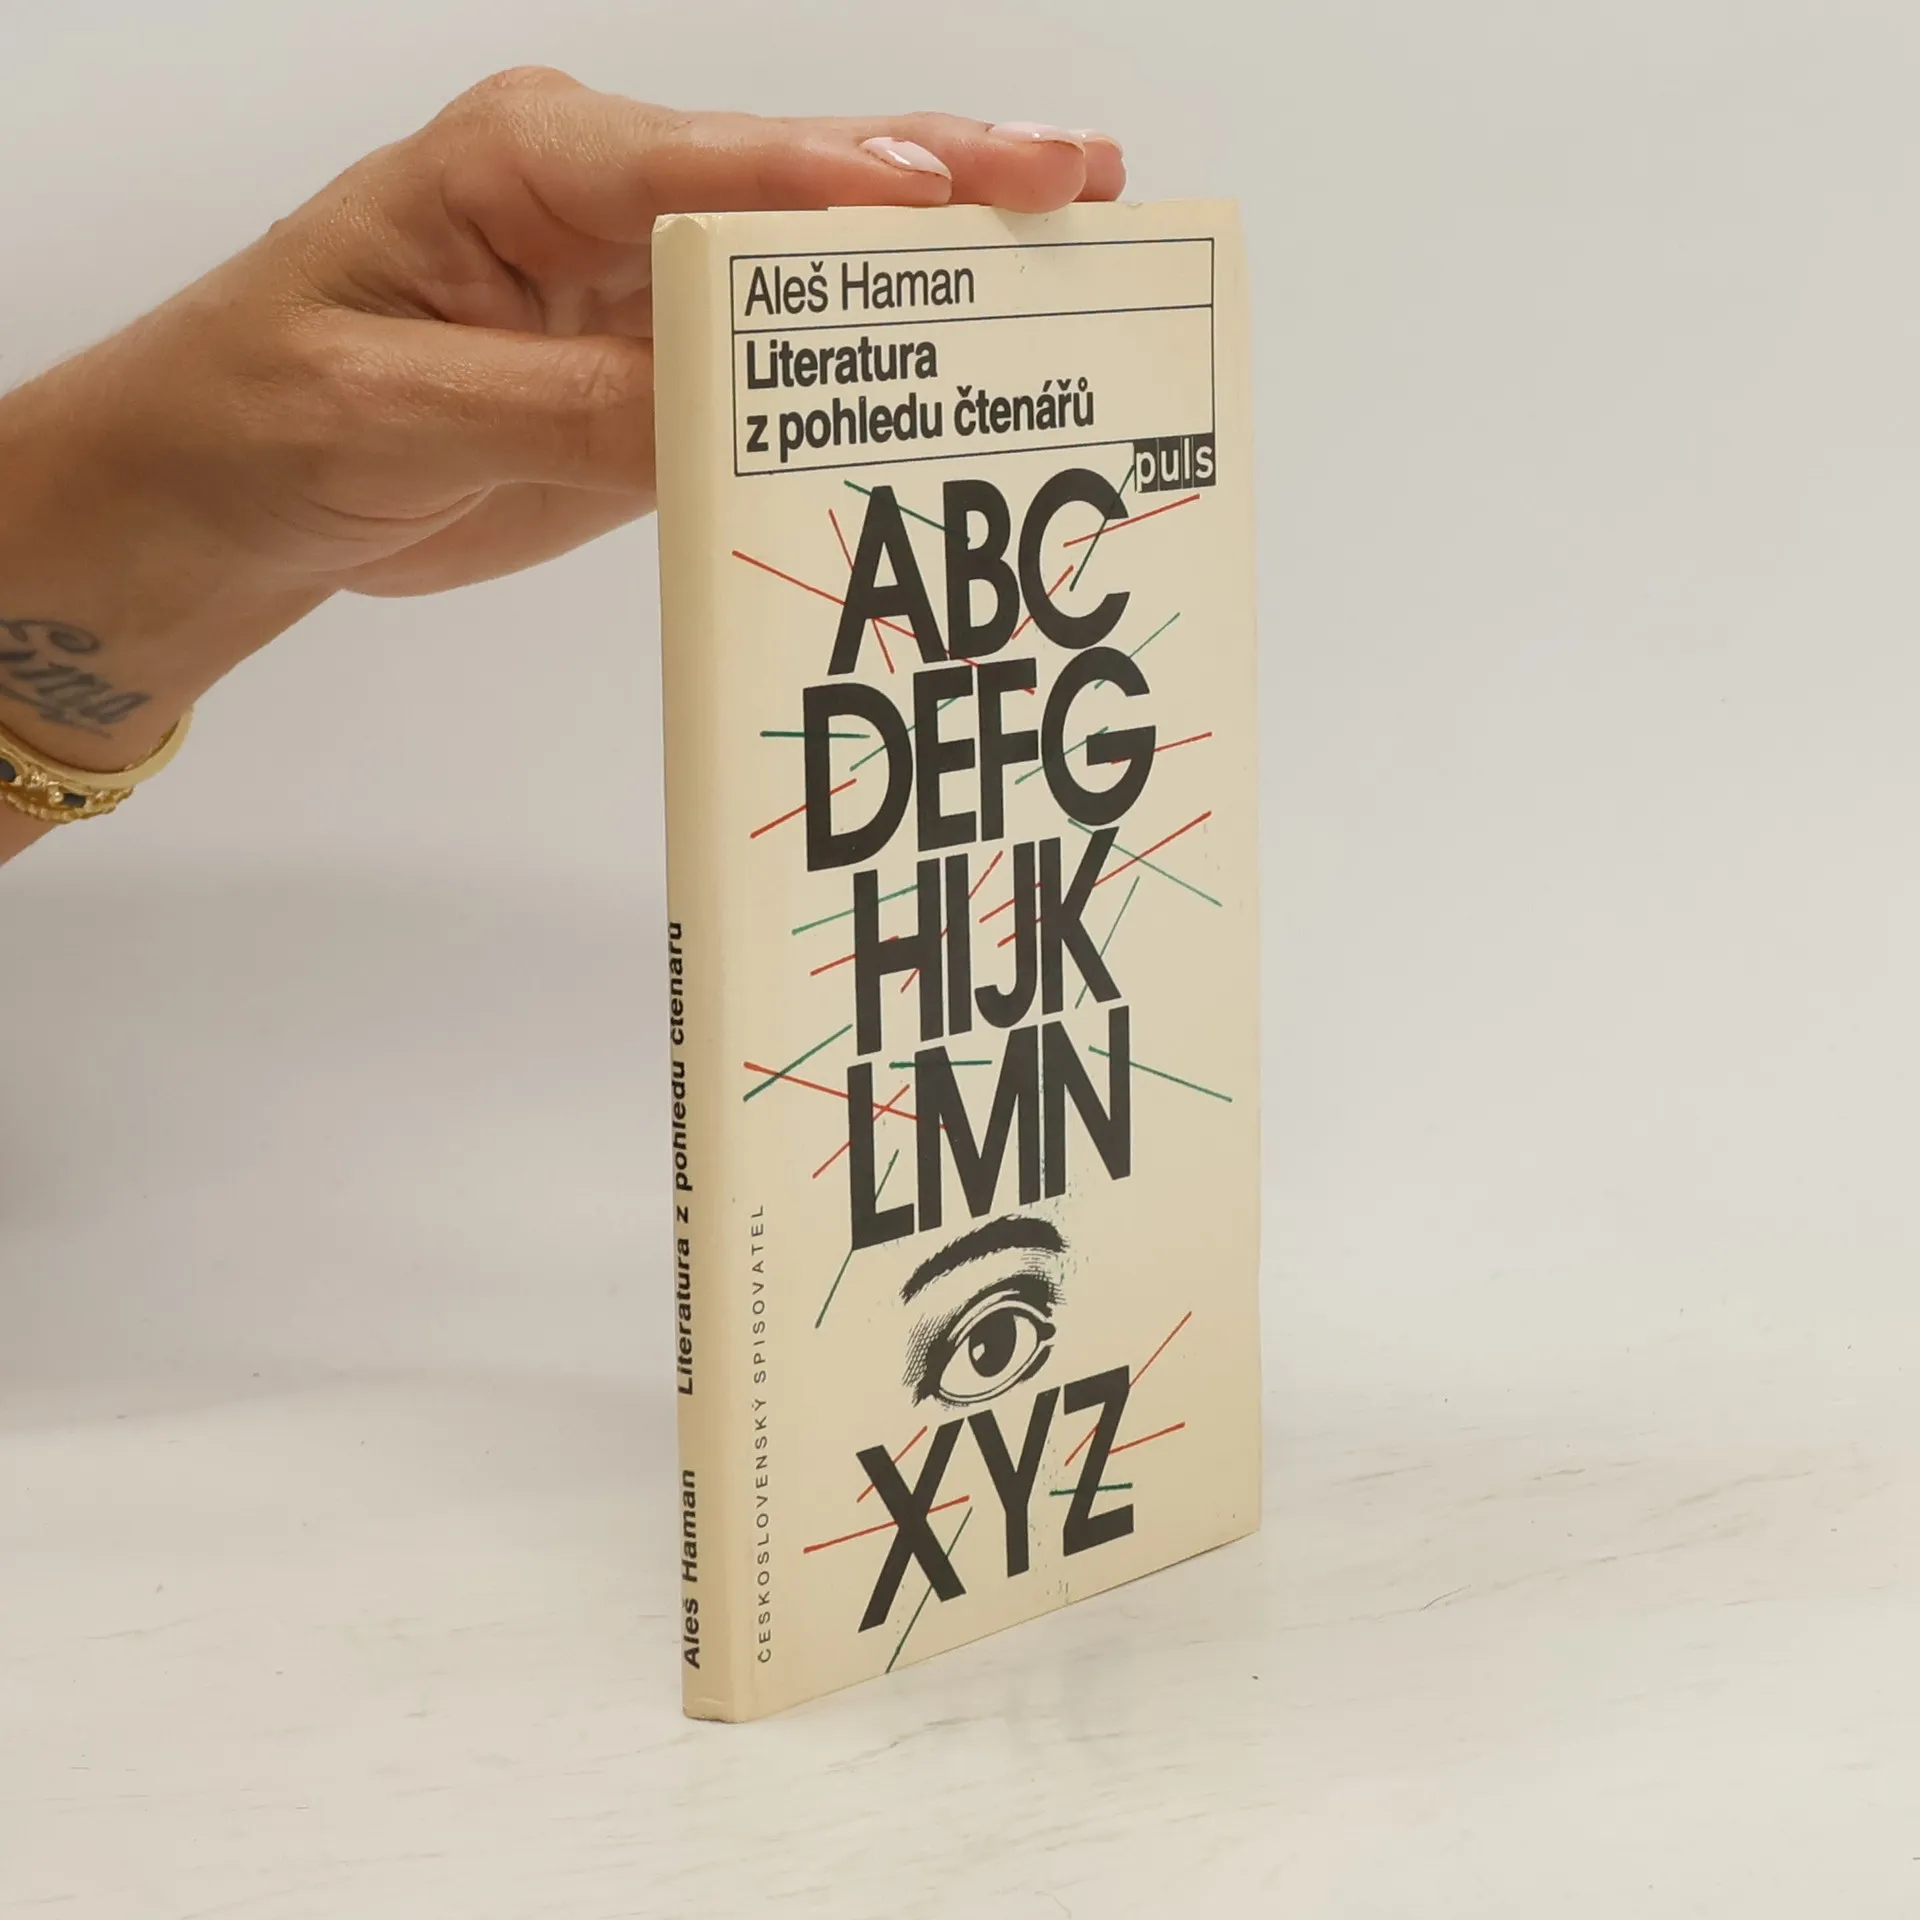 Aleš Haman
Literatura
z pohledu čtenářů
puls
ABC
DEFG
HIJK
LMN
XYZ
ČESKOSLOVENSKÝ SPISOVATEL
Aleš Haman Literatura z pohledu čtenářů